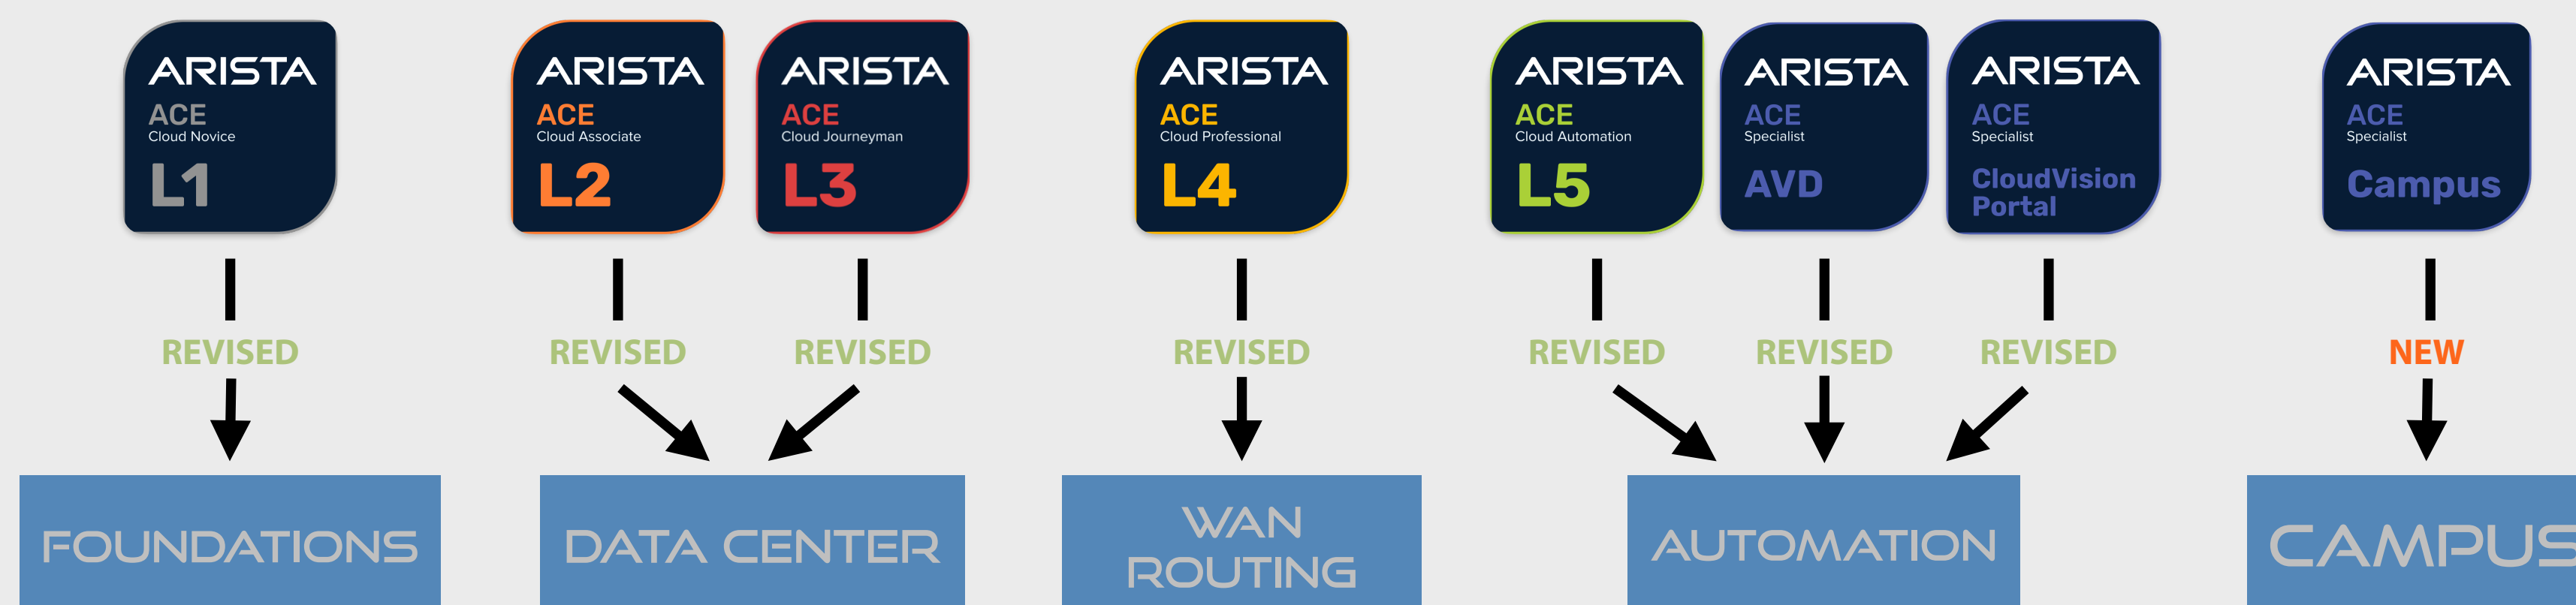 ARISTA
ACE
Cloud Novice
L1
ARISTA
ACE
Cloud Associate
L2
ARISTA
ACE
Cloud Journeyman
L3
ARISTA
ACE
Cloud Professional
L4
ARISTA
ACE
Cloud Automation
L5
ARISTA
ACE
Specialist
AVD
ARISTA
ACE
Specialist
CloudVision
Portal
ARISTA
ACE
Specialist
Campus
REVISED
REVISED
REVISED
REVISED
REVISED
REVISED
REVISED
NEW
FOUNDATIONS
DATA CENTER
WAN
ROUTING
AUTOMATION
CAMPUS